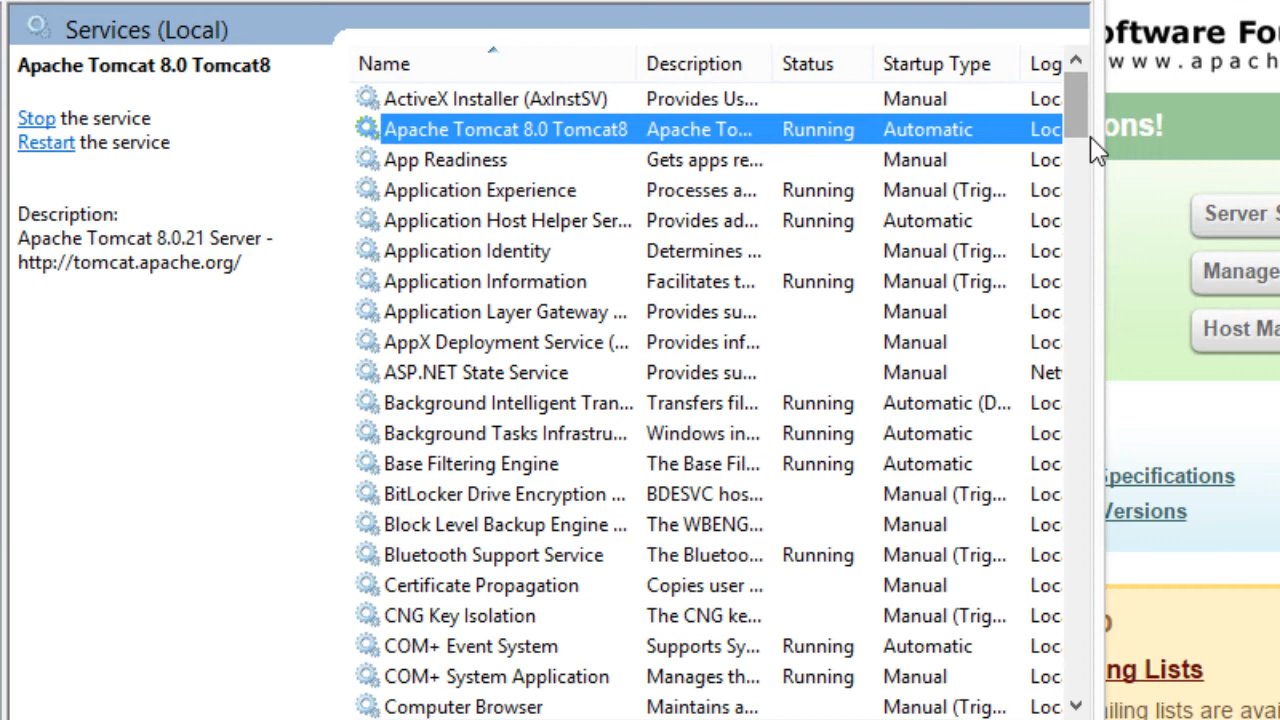 Services (Local)
Apache Tomcat 8.0 Tomcat8
Stop the service
Restart the service
Description:
Apache Tomcat 8.0.21 Server -
http://tomcat.apache.org/
Name Description Status Startup Type Log
ActiveX Installer (AxInstSV) Provides Us... Manual Loc
Apache Tomcat 8.0 Tomcat8 Apache To... Running Automatic Loc
App Readiness Gets apps re... Manual Loc
Application Experience Processes a... Running Manual (Trig... Loc
Application Host Helper Ser... Provides ad... Running Automatic Loc
Application Identity Determines ... Manual (Trig... Loc
Application Information Facilitates t... Running Manual (Trig... Loc
Application Layer Gateway ... Provides su... Manual Loc
AppX Deployment Service (... Provides inf... Manual Loc
ASP.NET State Service Provides su... Manual Net
Background Intelligent Tran... Transfers fil... Running Automatic (D... Loc
Background Tasks Infrastru... Windows in... Running Automatic Loc
Base Filtering Engine The Base Fil... Running Automatic Loc
BitLocker Drive Encryption ... BDESVC hos... Manual (Trig... Loc
Block Level Backup Engine ... The WBENG... Manual Loc
Bluetooth Support Service The Bluetoo... Running Manual (Trig... Loc
Certificate Propagation Copies user ... Manual Loc
CNG Key Isolation The CNG ke... Manual (Trig... Loc
COM+ Event System Supports Sy... Running Automatic Loc
COM+ System Application Manages th... Running Manual Loc
Computer Browser Maintains a... Manual (Trig... Loc
oftware Fo
www.apach
ons!
Server S
Manage
Host Ma
Specifications
Versions
ng Lists
ailing lists are avai